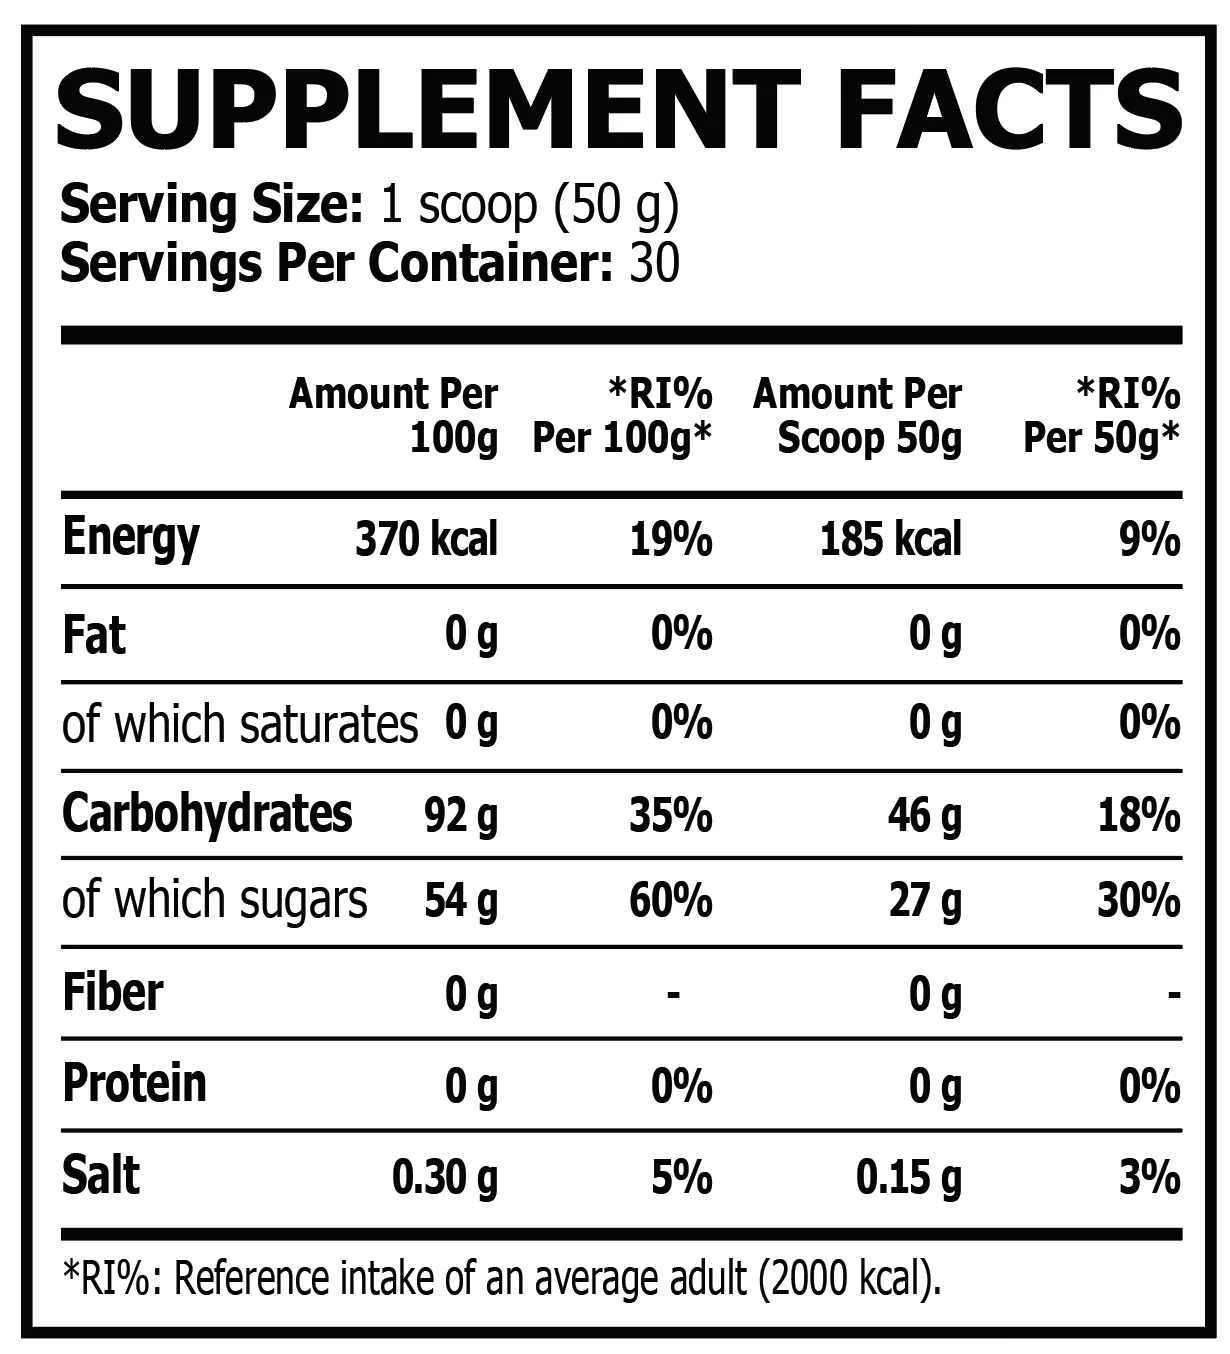 SUPPLEMENT FACTS
Serving Size: 1 scoop (50 g)
Servings Per Container: 30
Amount Per 100g *RI% Per 100g* Amount Per Scoop 50g *RI% Per 50g*
Energy 370 kcal 19% 185 kcal 9%
Fat 0 g 0% 0 g 0%
of which saturates 0 g 0% 0 g 0%
Carbohydrates 92 g 35% 46 g 18%
of which sugars 54 g 60% 27 g 30%
Fiber 0 g - 0 g -
Protein 0 g 0% 0 g 0%
Salt 0.30 g 5% 0.15 g 3%
*RI%: Reference intake of an average adult (2000 kcal).